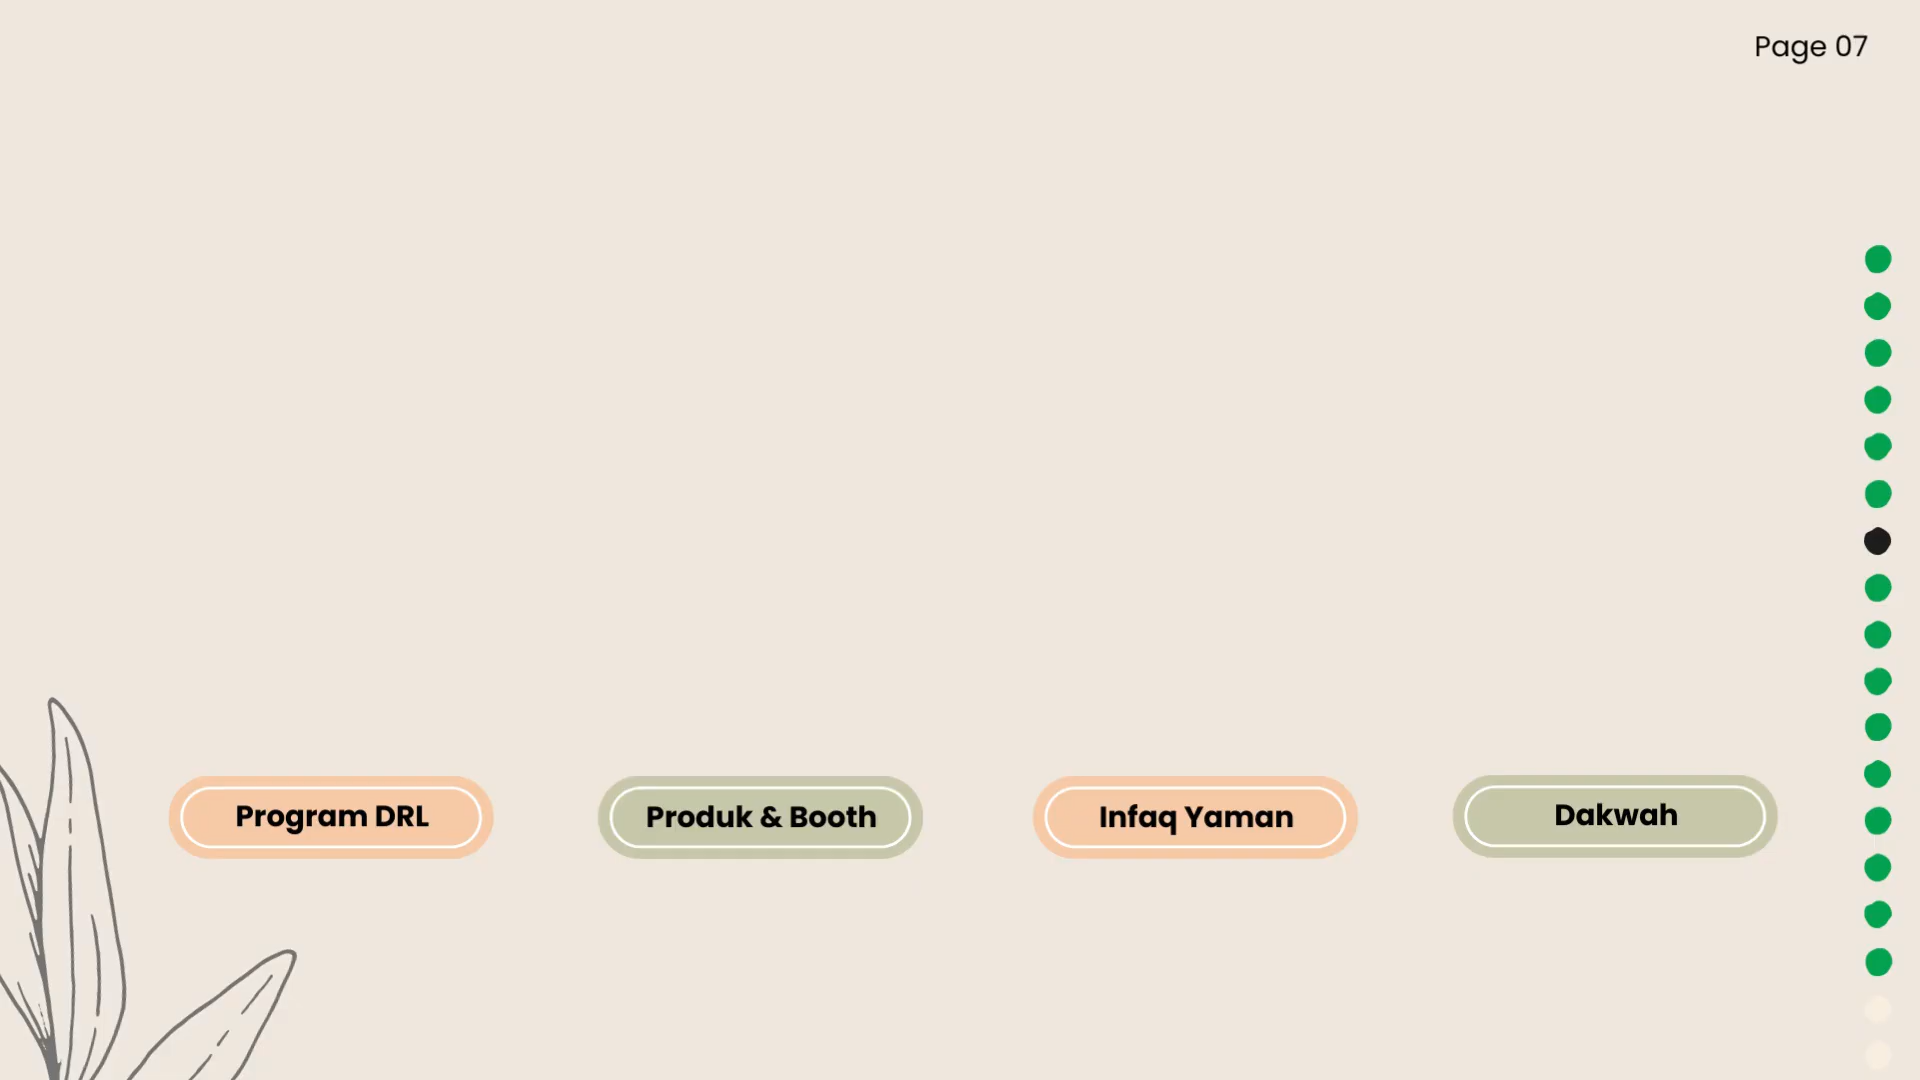 Page 07
Program DRL
Produk & Booth
Infaq Yaman
Dakwah